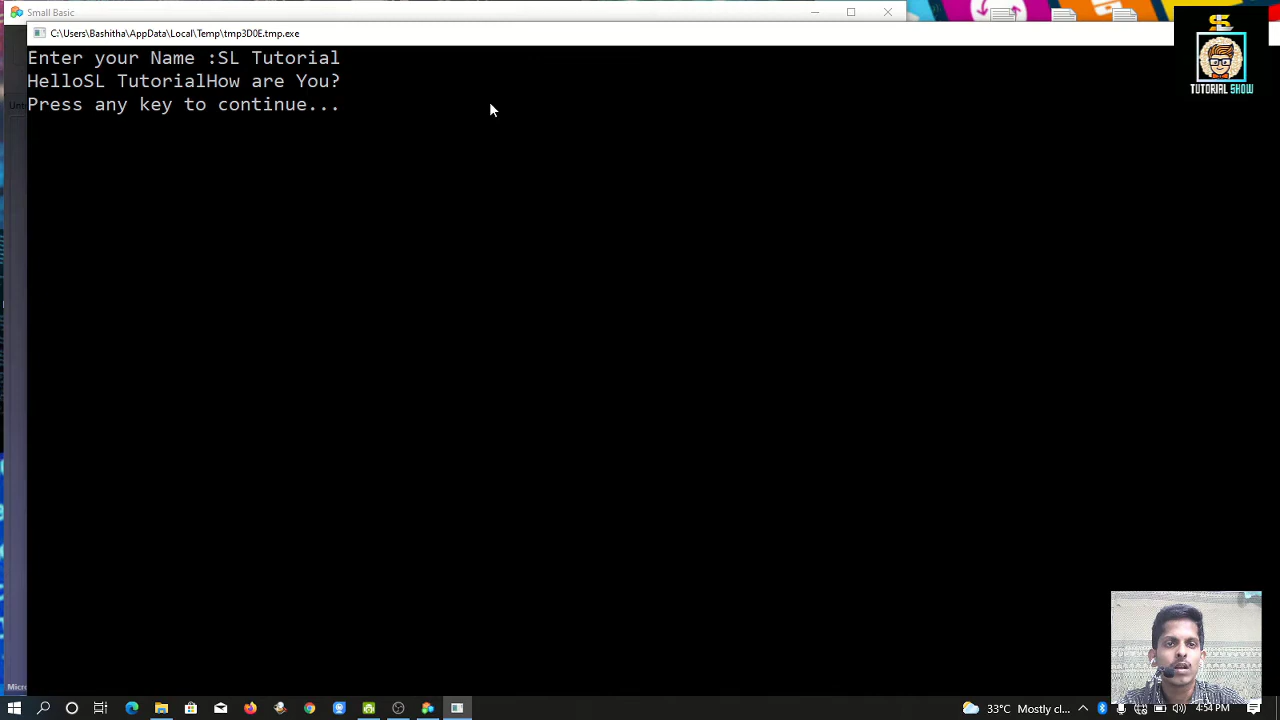 Small Basic
C:\Users\Bashitha\AppData\Local\Temp\tmp3D0E.tmp.exe
Enter your Name :SL Tutorial
HelloSL TutorialHow are You?
Press any key to continue...
SL
TUTORIAL SHOW
33°C Mostly cl...
4:54 PM